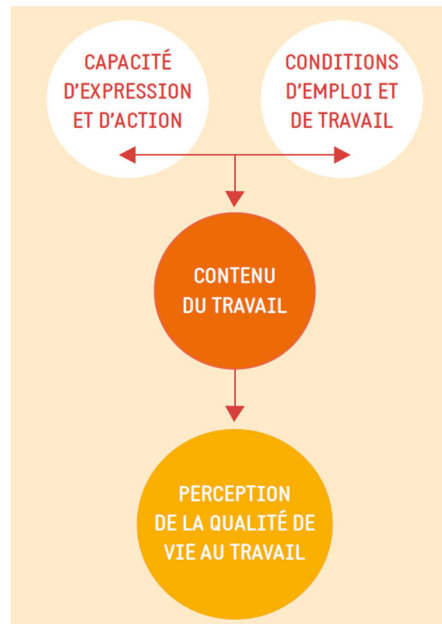 CAPACITÉ
D'EXPRESSION
ET D'ACTION
CONDITIONS
D'EMPLOI ET
DE TRAVAIL
CONTENU
DU TRAVAIL
PERCEPTION
DE LA QUALITÉ DE
VIE AU TRAVAIL